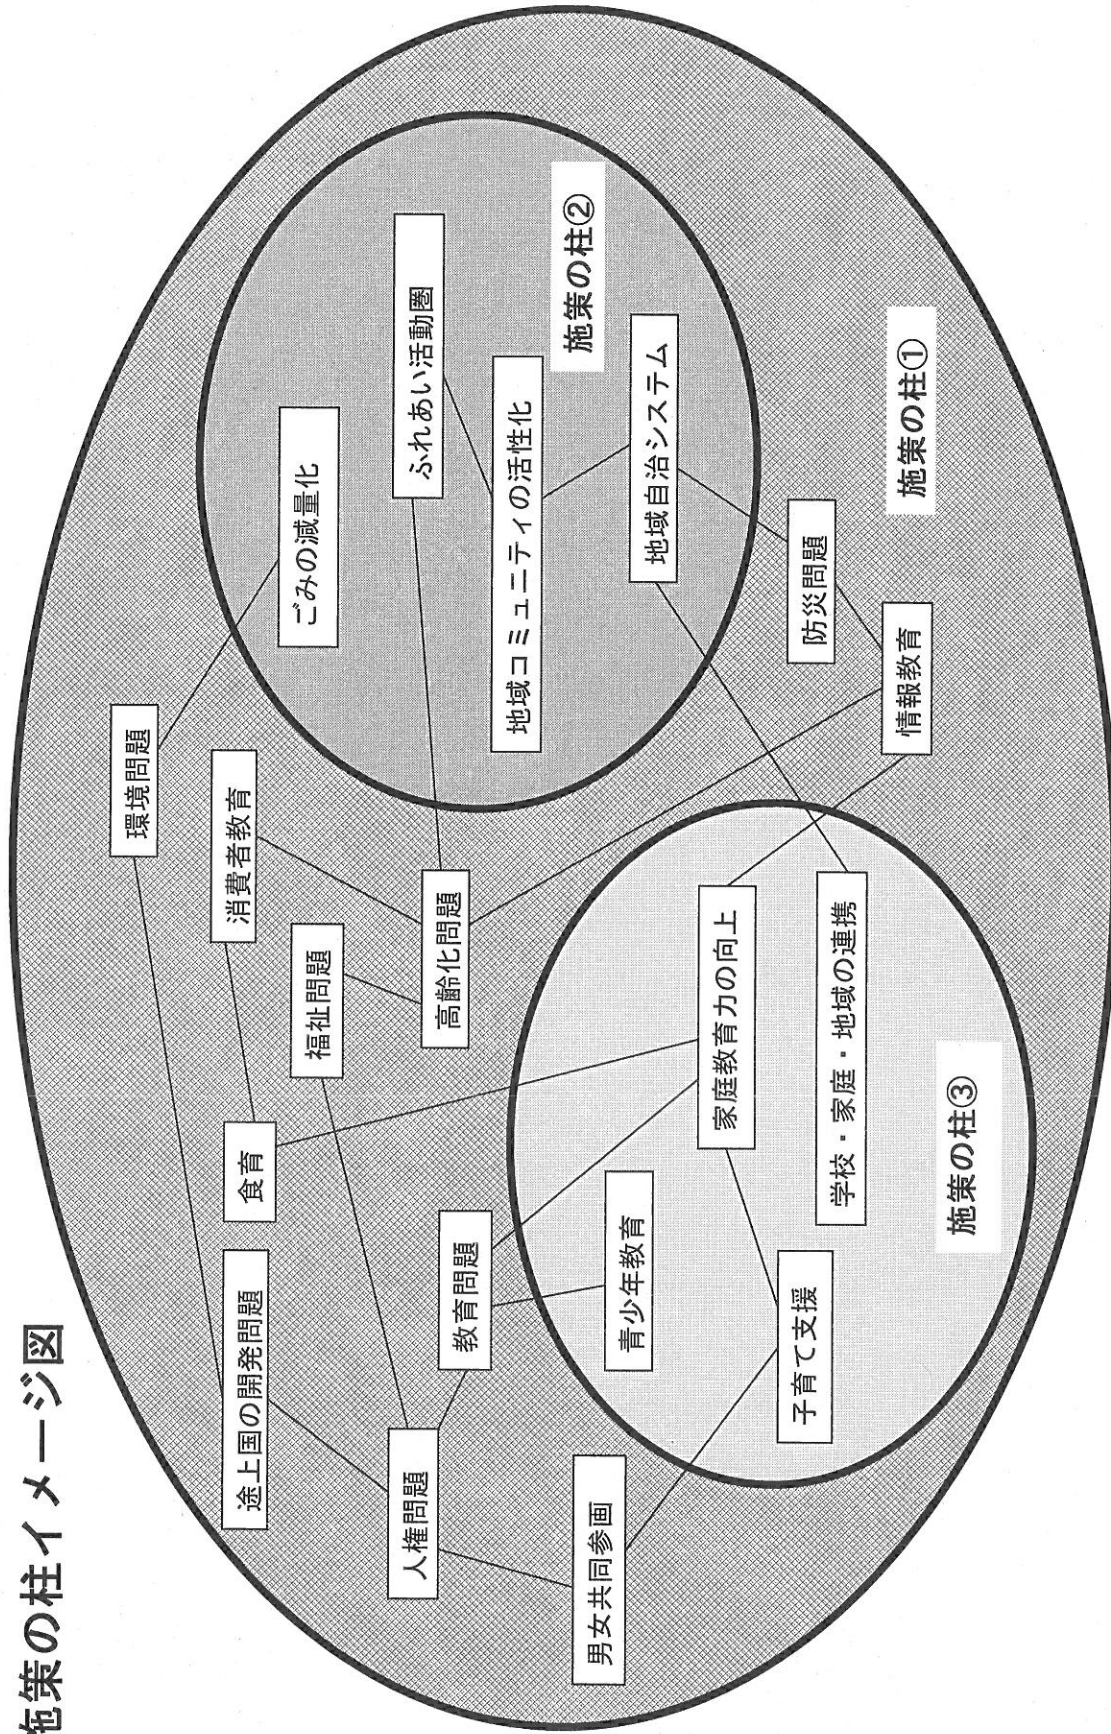 施策の柱イメージ図
環境問題
途上国の開発問題
食育
消費者教育
ごみの減量化
福祉問題
人権問題
教育問題
高齢化問題
ふれあい活動圏
地域コミュニティの活性化
施策の柱②
男女共同参画
青少年教育
地域自治システム
家庭教育力の向上
子育て支援
学校・家庭・地域の連携
防災問題
情報教育
施策の柱①
施策の柱③